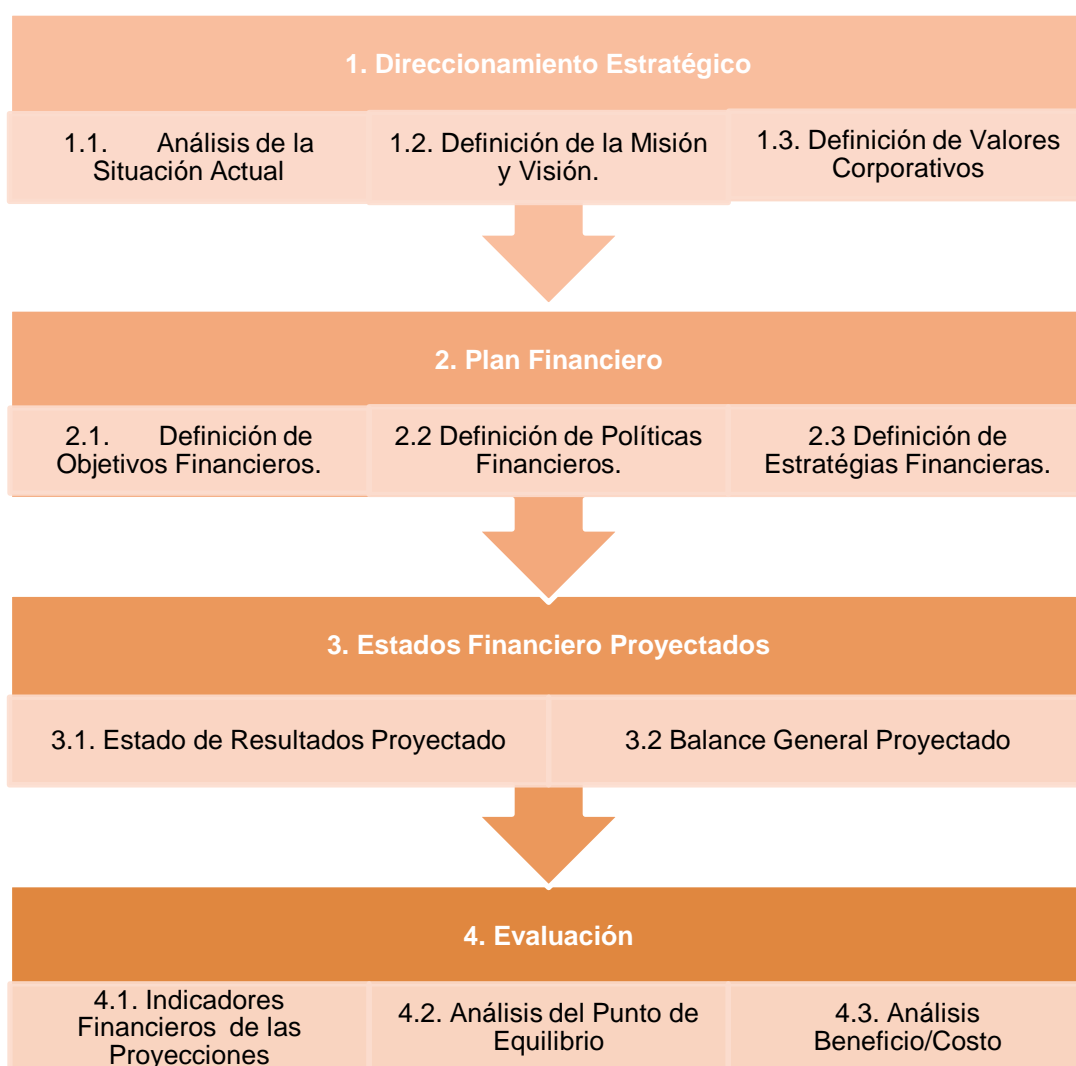 1. Direccionamiento Estratégico
1.1. Análisis de la
Situación Actual
1.2. Definición de la Misión
y Visión.
1.3. Definición de Valores
Corporativos
2. Plan Financiero
2.1. Definición de
Objetivos Financieros.
2.2 Definición de Políticas
Financieros.
2.3 Definición de
Estratégias Financieras.
3. Estados Financiero Proyectados
3.1. Estado de Resultados Proyectado
3.2 Balance General Proyectado
4. Evaluación
4.1. Indicadores
Financieros de las
Proyecciones
4.2. Análisis del Punto de
Equilibrio
4.3. Análisis
Beneficio/Costo